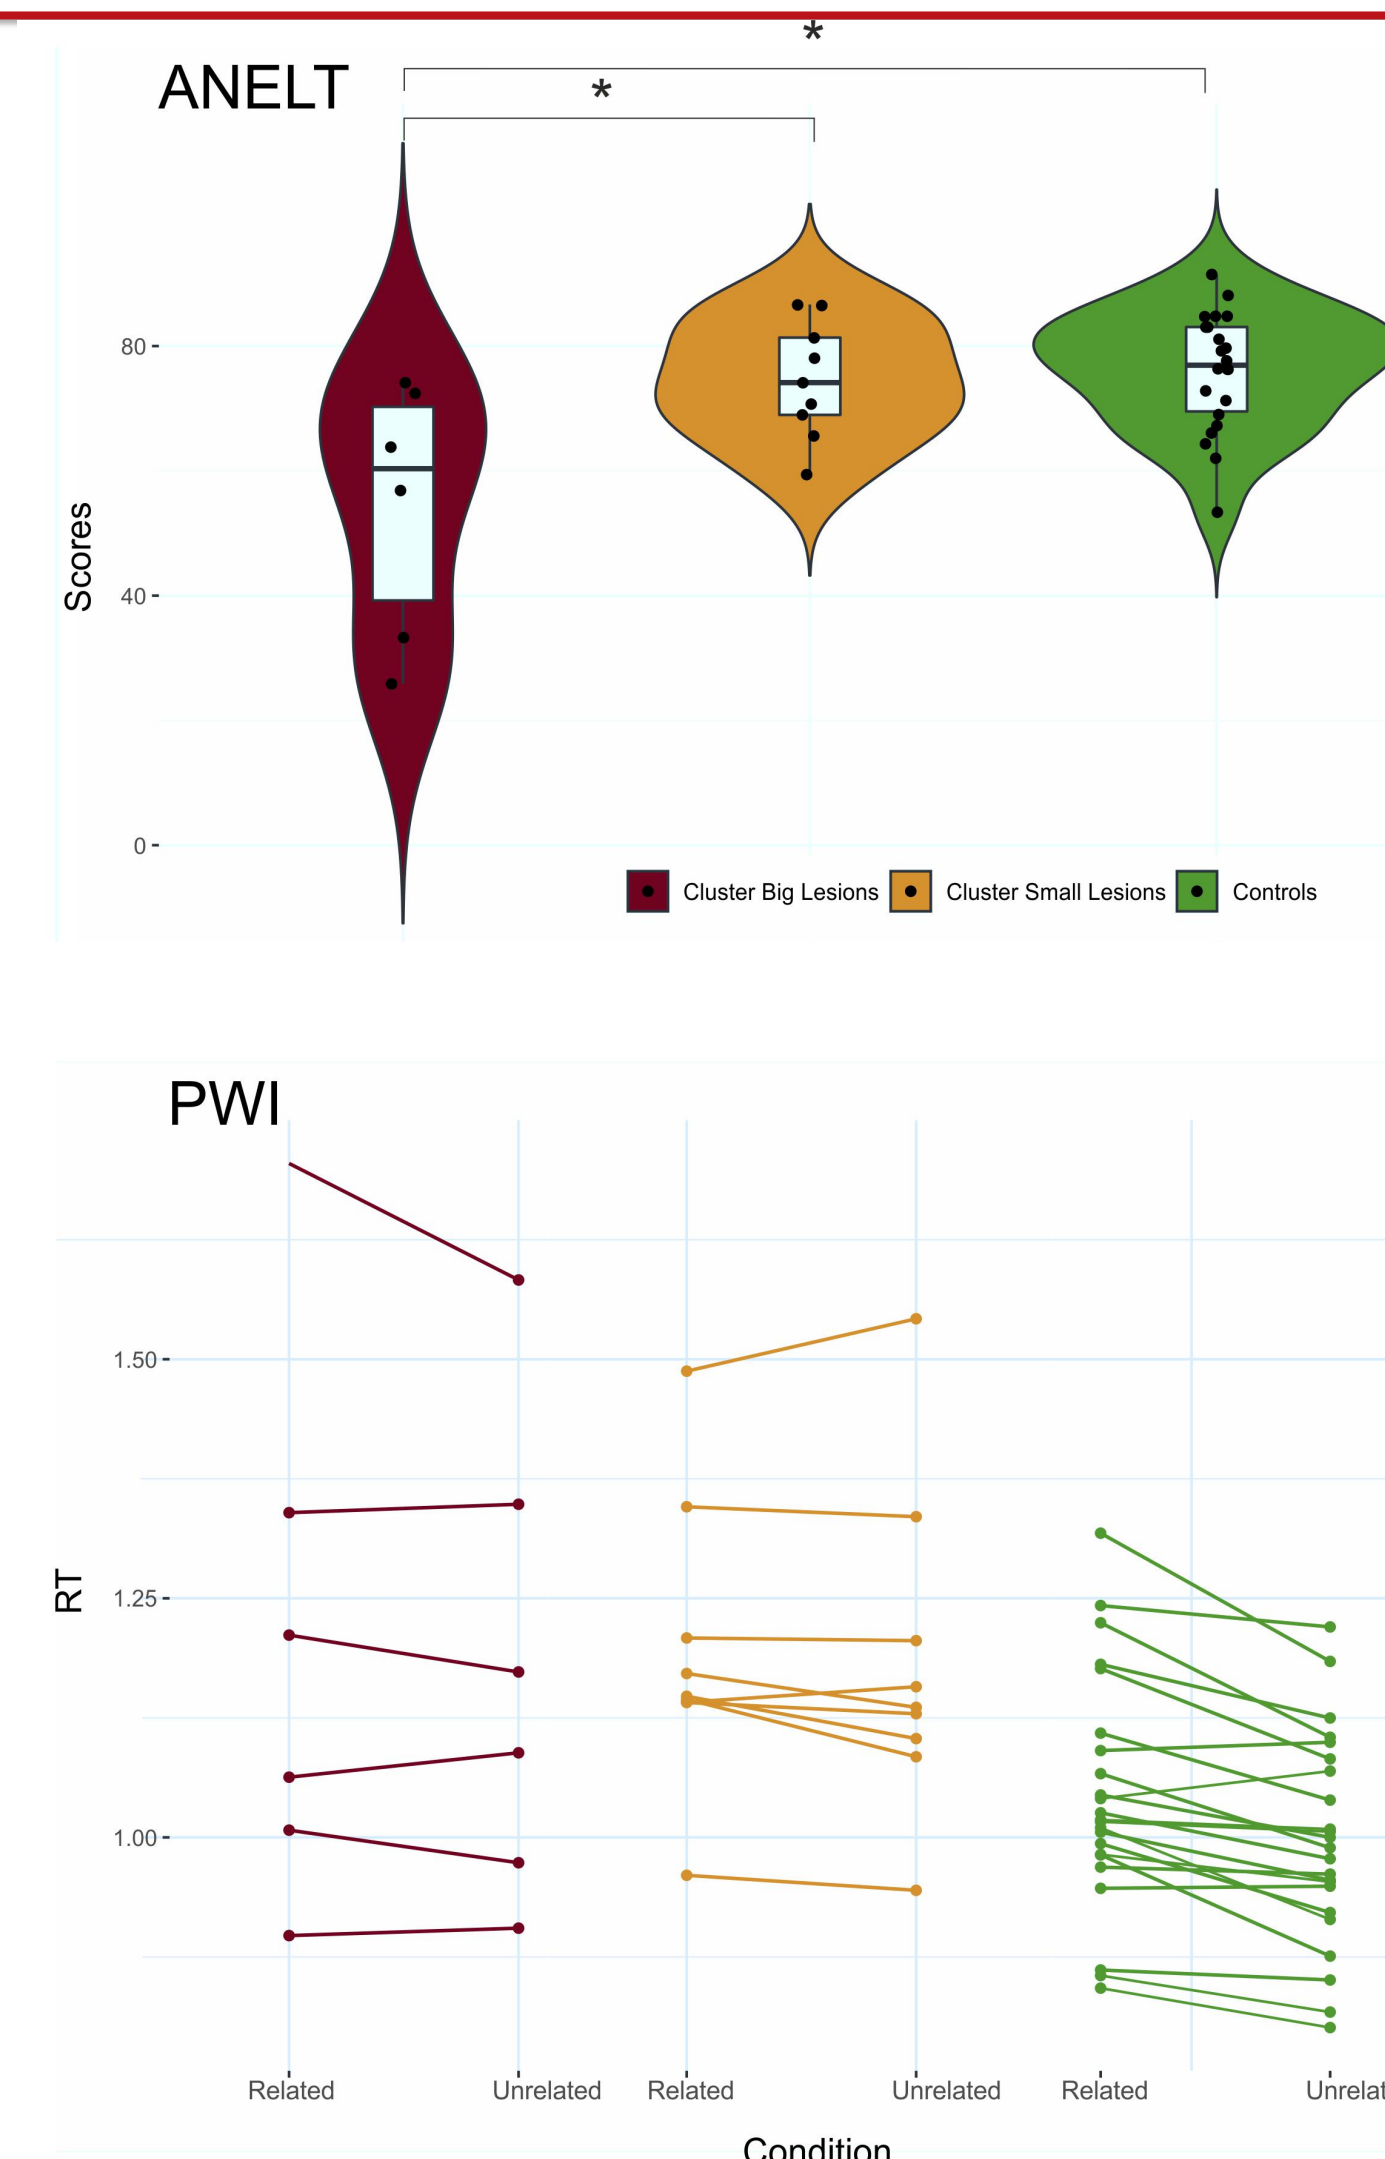 *
ANELT
*
80
Scores
40
0
Cluster Big Lesions Cluster Small Lesions Controls
PWI
1.50
1.25
RT
1.00
Related Unrelated Related Unrelated Related Unrelat
Condition